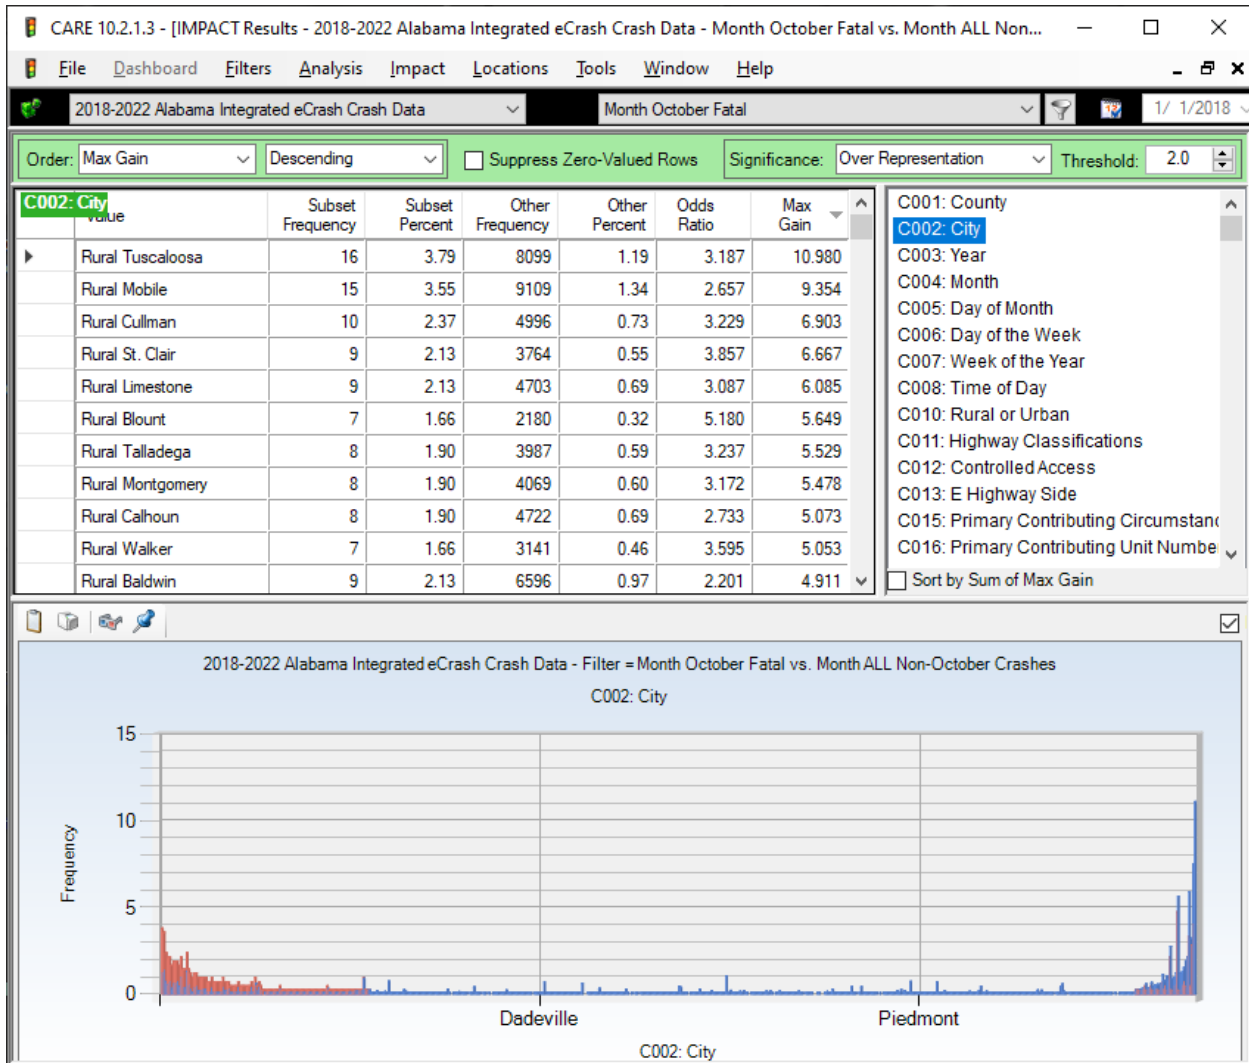 CARE 10.2.1.3 - [IMPACT Results - 2018-2022 Alabama Integrated eCrash Crash Data - Month October Fatal vs. Month ALL Non...
File Dashboard Filters Analysis Impact Locations Tools Window Help
2018-2022 Alabama Integrated eCrash Crash Data Month October Fatal 1/ 1/2018
Order: Max Gain Descending Suppress Zero-Valued Rows Significance: Over Representation Threshold: 2.0
C002: City
Value Subset Frequency Subset Percent Other Frequency Other Percent Odds Ratio Max Gain
Rural Tuscaloosa 16 3.79 8099 1.19 3.187 10.980
Rural Mobile 15 3.55 9109 1.34 2.657 9.354
Rural Cullman 10 2.37 4996 0.73 3.229 6.903
Rural St. Clair 9 2.13 3764 0.55 3.857 6.667
Rural Limestone 9 2.13 4703 0.69 3.087 6.085
Rural Blount 7 1.66 2180 0.32 5.180 5.649
Rural Talladega 8 1.90 3987 0.59 3.237 5.529
Rural Montgomery 8 1.90 4069 0.60 3.172 5.478
Rural Calhoun 8 1.90 4722 0.69 2.733 5.073
Rural Walker 7 1.66 3141 0.46 3.595 5.053
Rural Baldwin 9 2.13 6596 0.97 2.201 4.911
C001: County
C002: City
C003: Year
C004: Month
C005: Day of Month
C006: Day of the Week
C007: Week of the Year
C008: Time of Day
C010: Rural or Urban
C011: Highway Classifications
C012: Controlled Access
C013: E Highway Side
C015: Primary Contributing Circumstanc
C016: Primary Contributing Unit Number
Sort by Sum of Max Gain
2018-2022 Alabama Integrated eCrash Crash Data - Filter = Month October Fatal vs. Month ALL Non-October Crashes
C002: City
Frequency
15
10
5
0
Dadeville Piedmont
C002: City